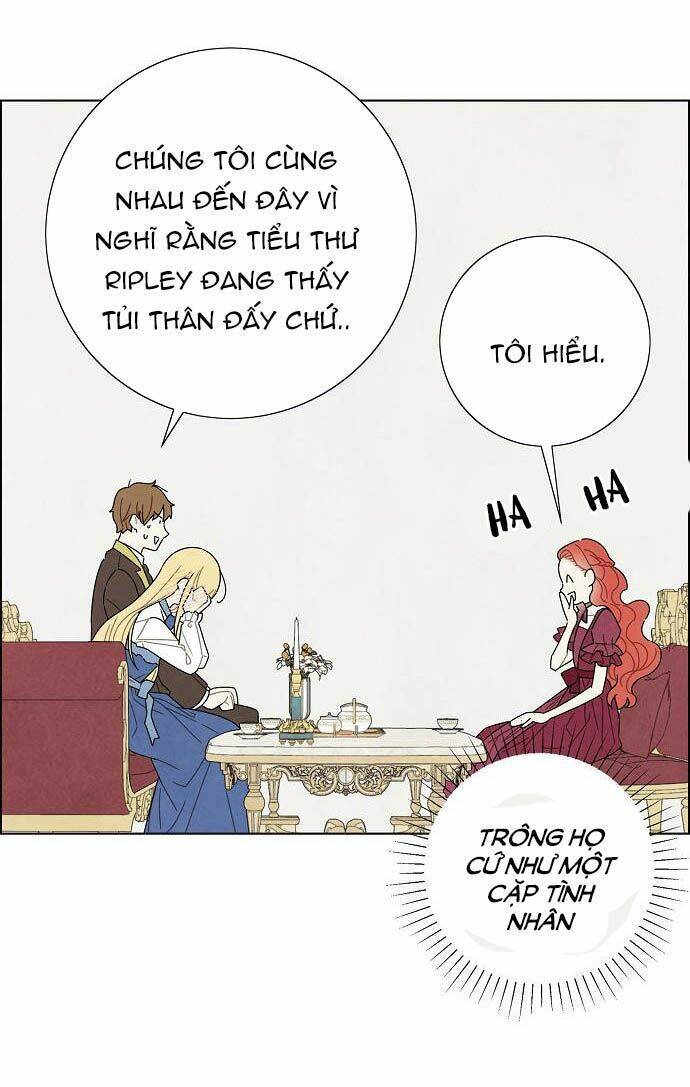 CHÚNG TÔI CÙNG
NHAU ĐẾN ĐÂY VÌ
NGHĨ RẰNG TIỂU THƯ
RIPLEY ĐANG THẤY
TỦI THÂN ĐẤY CHỨ..
TÔI HIỂU.
HA HA
TRÔNG HỌ
CỨ NHƯ MỘT
CẶP TÌNH
NHÂN